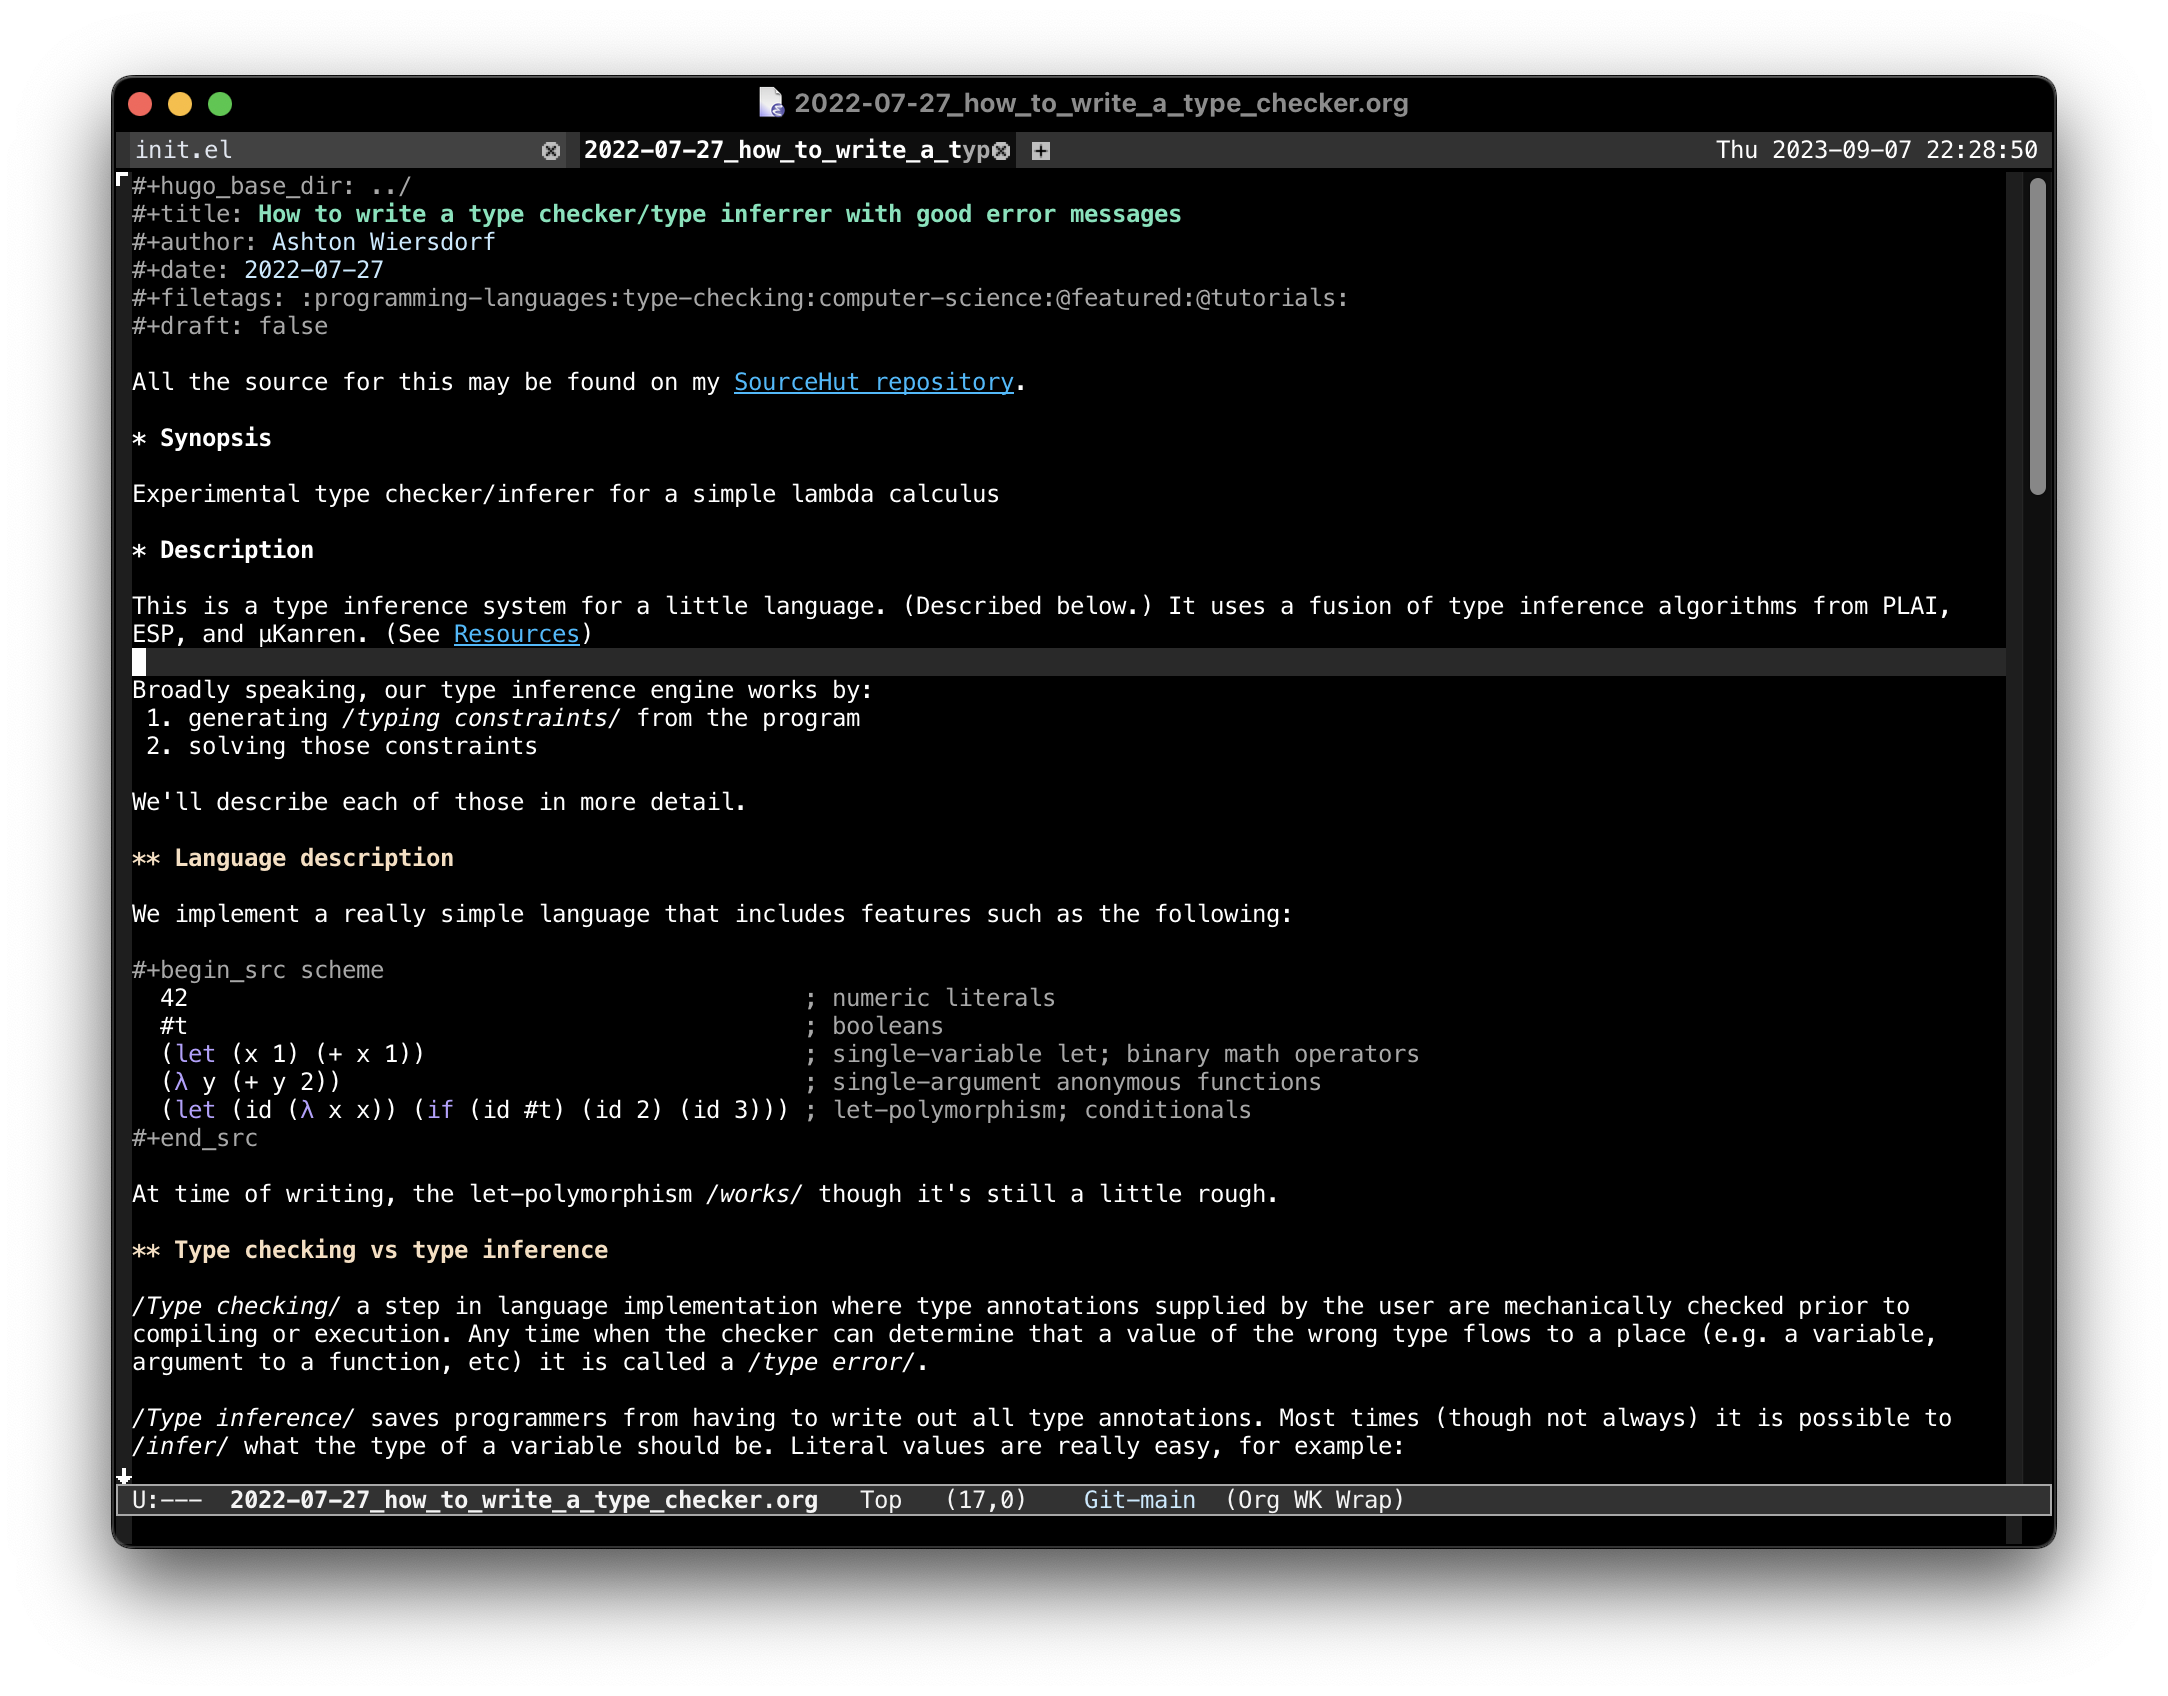 2022-07-27_how_to_write_a_type_checker.org
init.el 2022-07-27_how_to_write_a_typ Thu 2023-09-07 22:28:50
#+hugo_base_dir: ../
#+title: How to write a type checker/type inferrer with good error messages
#+author: Ashton Wiersdorf
#+date: 2022-07-27
#+filetags: :programming-languages:type-checking:computer-science:@featured:@tutorials:
#+draft: false
All the source for this may be found on my SourceHut repository.
* Synopsis
Experimental type checker/inferer for a simple lambda calculus
* Description
This is a type inference system for a little language. (Described below.) It uses a fusion of type inference algorithms from PLAI,
ESP, and μKanren. (See Resources)
Broadly speaking, our type inference engine works by:
1. generating /typing constraints/ from the program
2. solving those constraints
We'll describe each of those in more detail.
** Language description
We implement a really simple language that includes features such as the following:
#+begin_src scheme
42 ; numeric literals
#t ; booleans
(let (x 1) (+ x 1)) ; single-variable let; binary math operators
(λ y (+ y 2)) ; single-argument anonymous functions
(let (id (λ x x)) (if (id #t) (id 2) (id 3))) ; let-polymorphism; conditionals
#+end_src
At time of writing, the let-polymorphism /works/ though it's still a little rough.
** Type checking vs type inference
/Type checking/ a step in language implementation where type annotations supplied by the user are mechanically checked prior to
compiling or execution. Any time when the checker can determine that a value of the wrong type flows to a place (e.g. a variable,
argument to a function, etc) it is called a /type error/.
/Type inference/ saves programmers from having to write out all type annotations. Most times (though not always) it is possible to
/infer/ what the type of a variable should be. Literal values are really easy, for example:
U:--- 2022-07-27_how_to_write_a_type_checker.org Top (17,0) Git-main (Org WK Wrap)